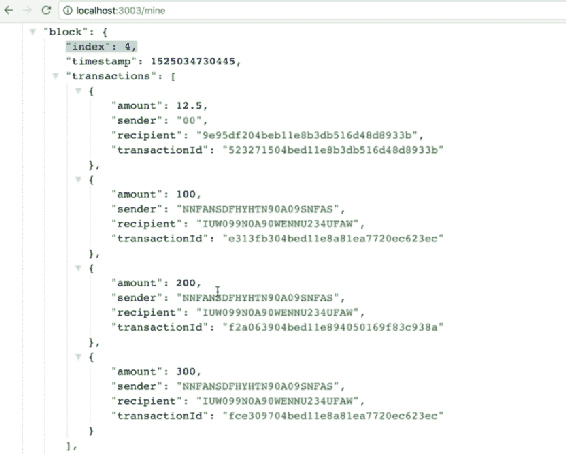 localhost:3003/mine
"block": {
"index": 4,
"timestamp": 1525034730445,
"transactions": [
{
"amount": 12.5,
"sender": "00",
"recipient": "9e95df204beb11e8b3db516d48d8933b",
"transactionId": "523271504bed11e8b3db516d48d8933b"
},
{
"amount": 100,
"sender": "NNFANSDFHYHTN90A09SNFAS",
"recipient": "IUW099N0A90WENNU234UFAW",
"transactionId": "e313fb304bed11e8a81ea7720ec623ec"
},
{
"amount": 200,
"sender": "NNFANSDFHYHTN90A09SNFAS",
"recipient": "IUW099N0A90WENNU234UFAW",
"transactionId": "f2a063904bed11e894050169f83c938a"
},
{
"amount": 300,
"sender": "NNFANSDFHYHTN90A09SNFAS",
"recipient": "IUW099N0A90WENNU234UFAW",
"transactionId": "fce309704bed11e8a81ea7720ec623ec"
}
],